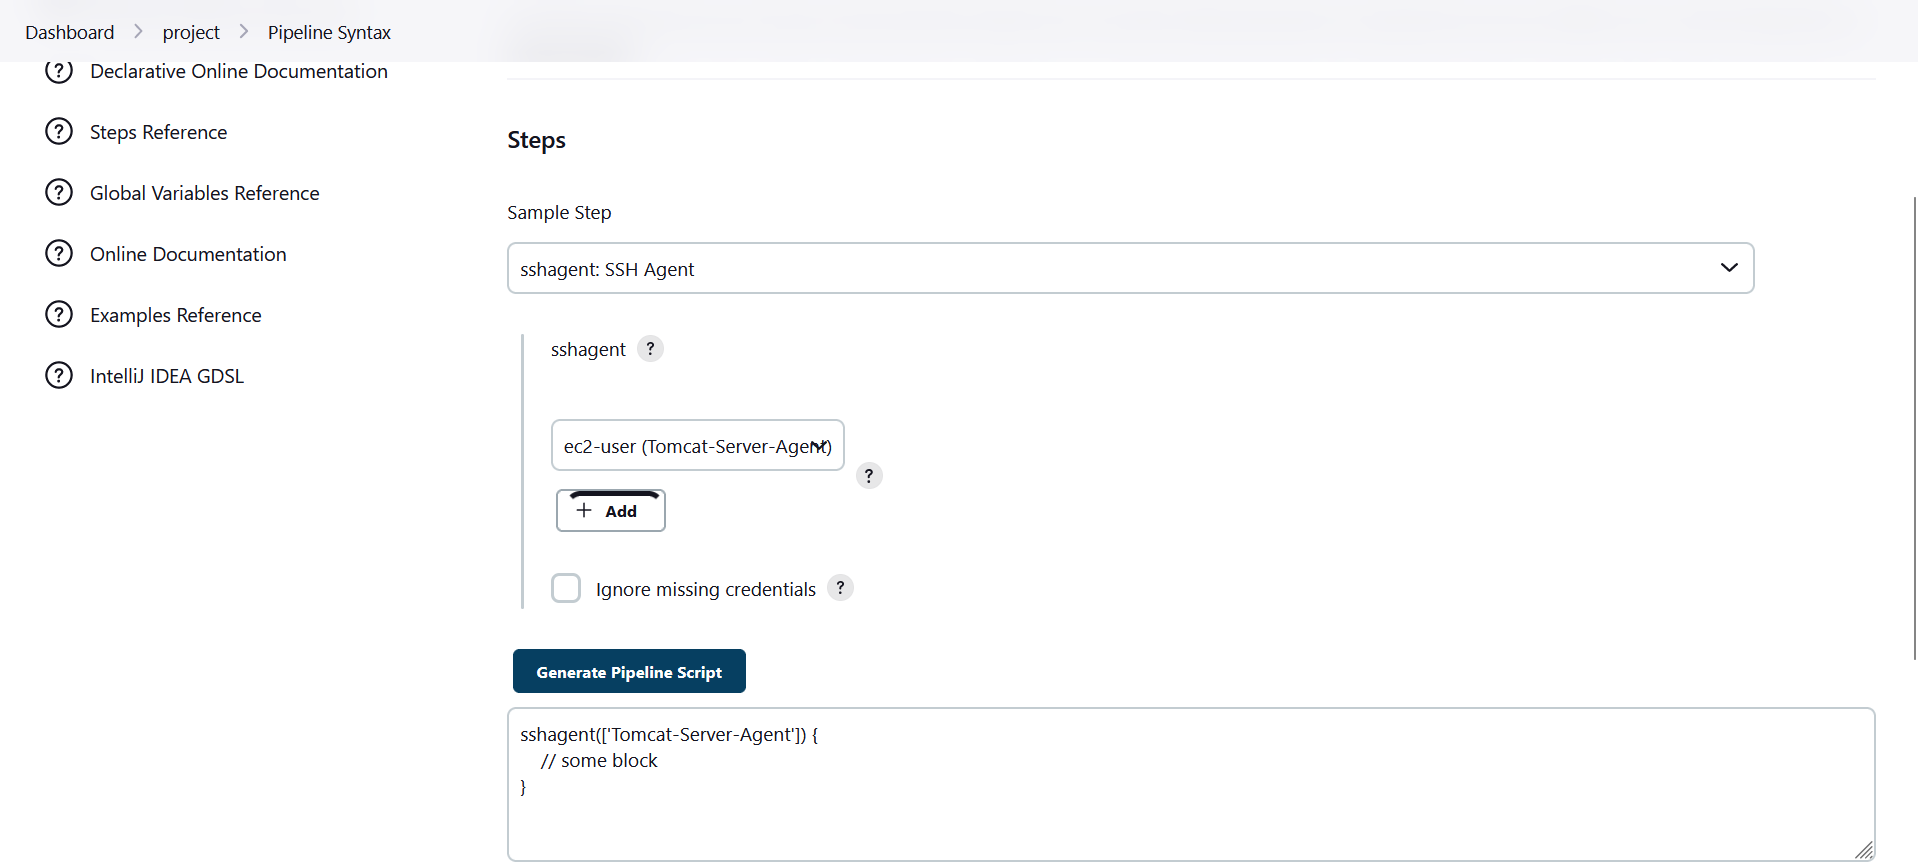 Dashboard > project > Pipeline Syntax
Declarative Online Documentation
Steps Reference
Global Variables Reference
Online Documentation
Examples Reference
IntelliJ IDEA GDSL
Steps
Sample Step
sshagent: SSH Agent
sshagent ?
ec2-user (Tomcat-Server-Agent)
?
+ Add
Ignore missing credentials ?
Generate Pipeline Script
sshagent(['Tomcat-Server-Agent']) {
// some block
}